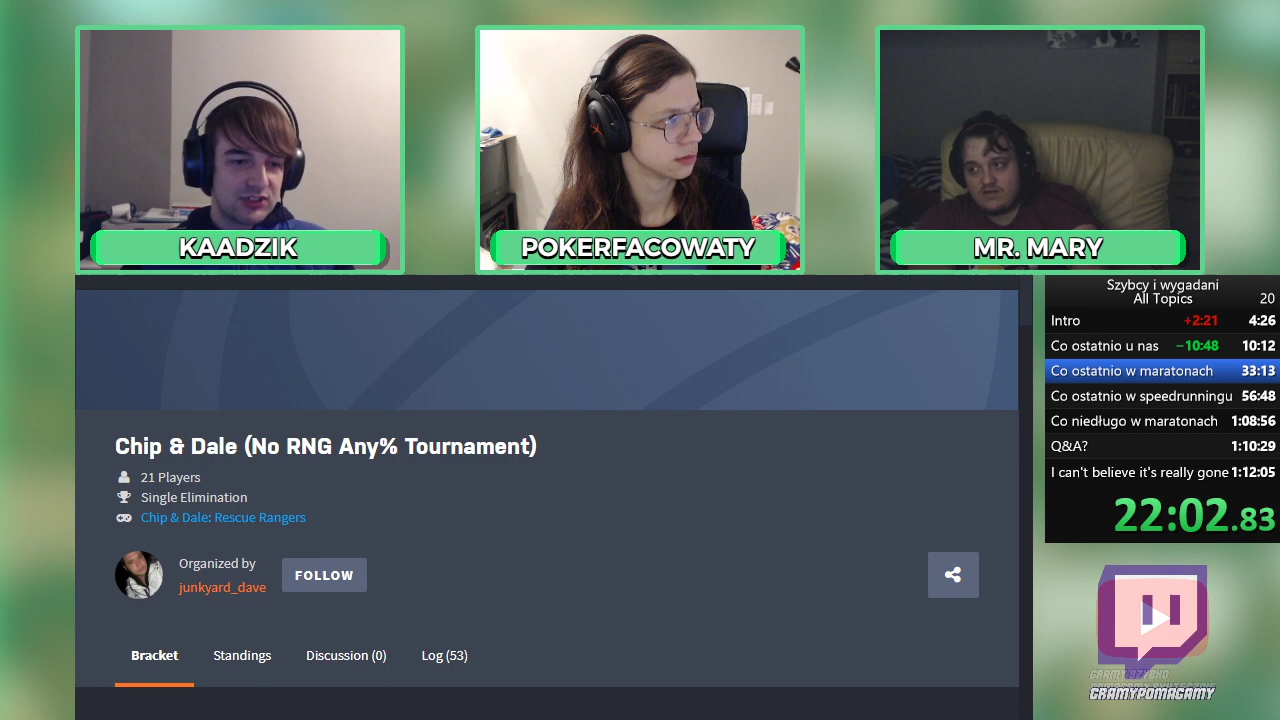 KAADZIK
POKERFACOWATY
MR. MARY
Chip & Dale (No RNG Any% Tournament)
21 Players
Single Elimination
Chip & Dale: Rescue Rangers
Organized by
junkyard_dave
FOLLOW
Bracket
Standings
Discussion (0)
Log (53)
Szybcy i wygadani
All Topics 20
Intro +2:21 4:26
Co ostatnio u nas −10:48 10:12
Co ostatnio w maratonach 33:13
Co ostatnio w speedrunningu 56:48
Co niedługo w maratonach 1:08:56
Q&A? 1:10:29
I can't believe it's really gone 1:12:05
22:02.83
GRAMYPOMAGAMY